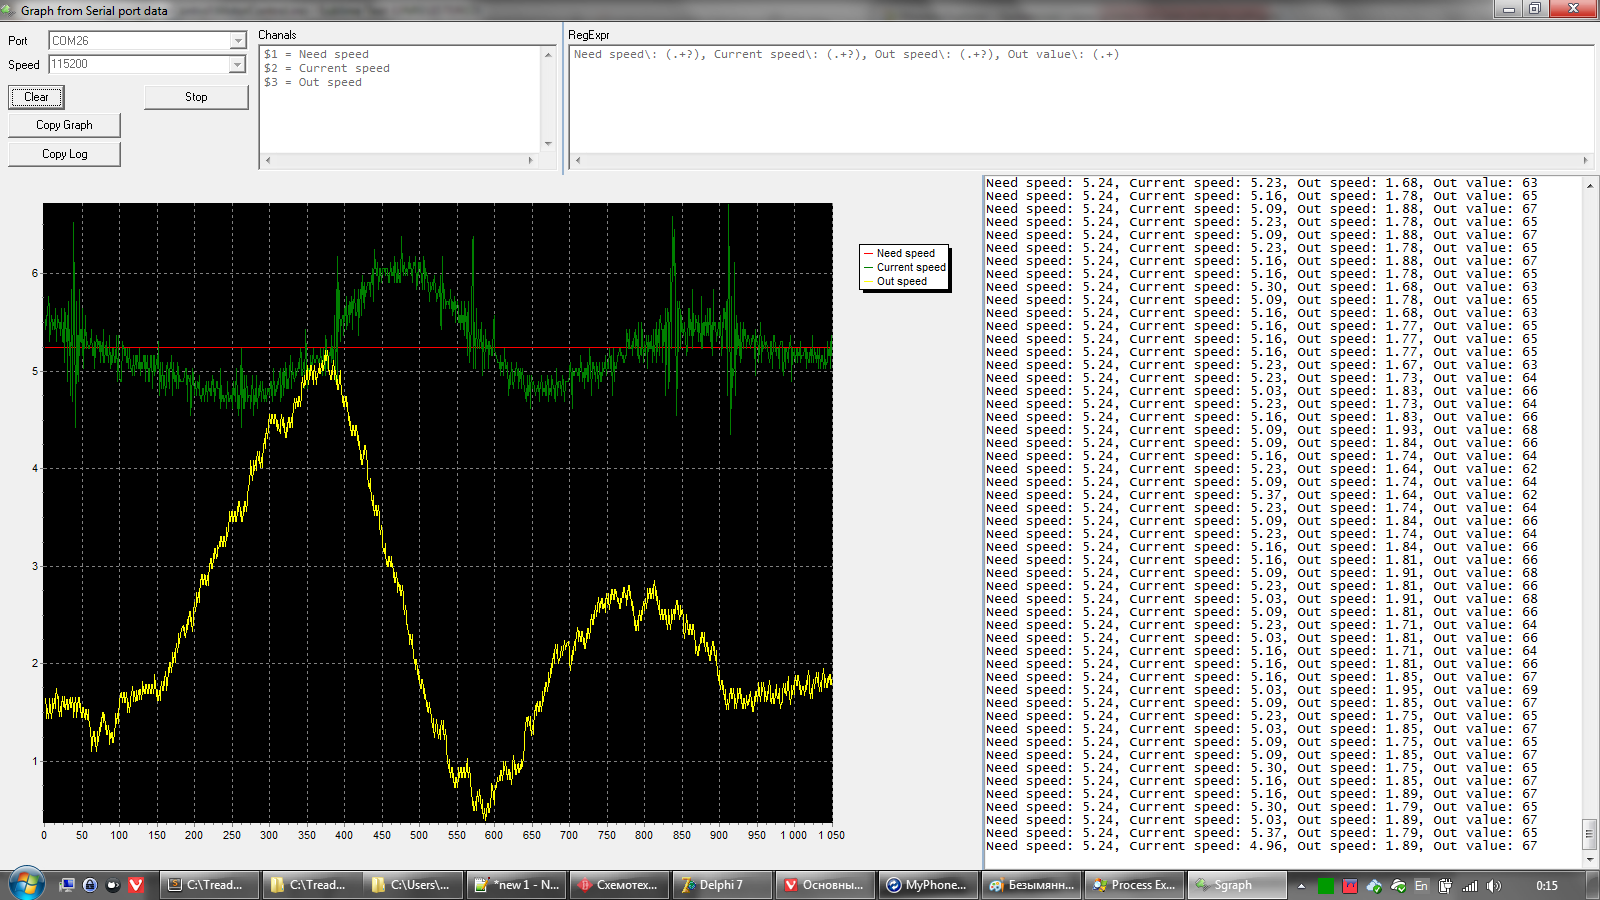 Graph from Serial port data
Port COM26
Speed 115200
Clear
Stop
Copy Graph
Copy Log
Chanals
$1 = Need speed
$2 = Current speed
$3 = Out speed
RegExpr
Need speed\: (.+?), Current speed\: (.+?), Out speed\: (.+?), Out value\: (.+)
6
5
4
3
2
1
0 50 100 150 200 250 300 350 400 450 500 550 600 650 700 750 800 850 900 950 1 000 1 050
Need speed
Current speed
Out speed
Need speed: 5.24, Current speed: 5.23, Out speed: 1.68, Out value: 63
Need speed: 5.24, Current speed: 5.16, Out speed: 1.78, Out value: 65
Need speed: 5.24, Current speed: 5.09, Out speed: 1.88, Out value: 67
Need speed: 5.24, Current speed: 5.23, Out speed: 1.78, Out value: 65
Need speed: 5.24, Current speed: 5.09, Out speed: 1.88, Out value: 67
Need speed: 5.24, Current speed: 5.23, Out speed: 1.78, Out value: 65
Need speed: 5.24, Current speed: 5.16, Out speed: 1.88, Out value: 67
Need speed: 5.24, Current speed: 5.16, Out speed: 1.78, Out value: 65
Need speed: 5.24, Current speed: 5.30, Out speed: 1.68, Out value: 63
Need speed: 5.24, Current speed: 5.09, Out speed: 1.78, Out value: 65
Need speed: 5.24, Current speed: 5.16, Out speed: 1.68, Out value: 63
Need speed: 5.24, Current speed: 5.16, Out speed: 1.77, Out value: 65
Need speed: 5.24, Current speed: 5.16, Out speed: 1.77, Out value: 65
Need speed: 5.24, Current speed: 5.16, Out speed: 1.77, Out value: 65
Need speed: 5.24, Current speed: 5.23, Out speed: 1.67, Out value: 63
Need speed: 5.24, Current speed: 5.23, Out speed: 1.73, Out value: 64
Need speed: 5.24, Current speed: 5.03, Out speed: 1.83, Out value: 66
Need speed: 5.24, Current speed: 5.23, Out speed: 1.73, Out value: 64
Need speed: 5.24, Current speed: 5.16, Out speed: 1.83, Out value: 66
Need speed: 5.24, Current speed: 5.09, Out speed: 1.93, Out value: 68
Need speed: 5.24, Current speed: 5.09, Out speed: 1.84, Out value: 66
Need speed: 5.24, Current speed: 5.16, Out speed: 1.74, Out value: 64
Need speed: 5.24, Current speed: 5.23, Out speed: 1.64, Out value: 62
Need speed: 5.24, Current speed: 5.09, Out speed: 1.74, Out value: 64
Need speed: 5.24, Current speed: 5.37, Out speed: 1.64, Out value: 62
Need speed: 5.24, Current speed: 5.23, Out speed: 1.74, Out value: 64
Need speed: 5.24, Current speed: 5.09, Out speed: 1.84, Out value: 66
Need speed: 5.24, Current speed: 5.23, Out speed: 1.74, Out value: 64
Need speed: 5.24, Current speed: 5.16, Out speed: 1.84, Out value: 66
Need speed: 5.24, Current speed: 5.16, Out speed: 1.81, Out value: 66
Need speed: 5.24, Current speed: 5.09, Out speed: 1.91, Out value: 68
Need speed: 5.24, Current speed: 5.23, Out speed: 1.81, Out value: 66
Need speed: 5.24, Current speed: 5.03, Out speed: 1.91, Out value: 68
Need speed: 5.24, Current speed: 5.09, Out speed: 1.81, Out value: 66
Need speed: 5.24, Current speed: 5.23, Out speed: 1.71, Out value: 64
Need speed: 5.24, Current speed: 5.03, Out speed: 1.81, Out value: 66
Need speed: 5.24, Current speed: 5.16, Out speed: 1.71, Out value: 64
Need speed: 5.24, Current speed: 5.16, Out speed: 1.81, Out value: 66
Need speed: 5.24, Current speed: 5.16, Out speed: 1.85, Out value: 67
Need speed: 5.24, Current speed: 5.03, Out speed: 1.95, Out value: 69
Need speed: 5.24, Current speed: 5.09, Out speed: 1.85, Out value: 67
Need speed: 5.24, Current speed: 5.23, Out speed: 1.75, Out value: 65
Need speed: 5.24, Current speed: 5.03, Out speed: 1.85, Out value: 67
Need speed: 5.24, Current speed: 5.09, Out speed: 1.75, Out value: 65
Need speed: 5.24, Current speed: 5.09, Out speed: 1.85, Out value: 67
Need speed: 5.24, Current speed: 5.30, Out speed: 1.75, Out value: 65
Need speed: 5.24, Current speed: 5.16, Out speed: 1.85, Out value: 67
Need speed: 5.24, Current speed: 5.16, Out speed: 1.89, Out value: 67
Need speed: 5.24, Current speed: 5.30, Out speed: 1.79, Out value: 65
Need speed: 5.24, Current speed: 5.03, Out speed: 1.89, Out value: 67
Need speed: 5.24, Current speed: 5.37, Out speed: 1.79, Out value: 65
Need speed: 5.24, Current speed: 4.96, Out speed: 1.89, Out value: 67
C:\Tread... C:\Tread... C:\Users\... *new 1 - N... Схемотех... Delphi 7 Основны... MyPhone... Безымянн... Process Ex... Sgraph En 0:15